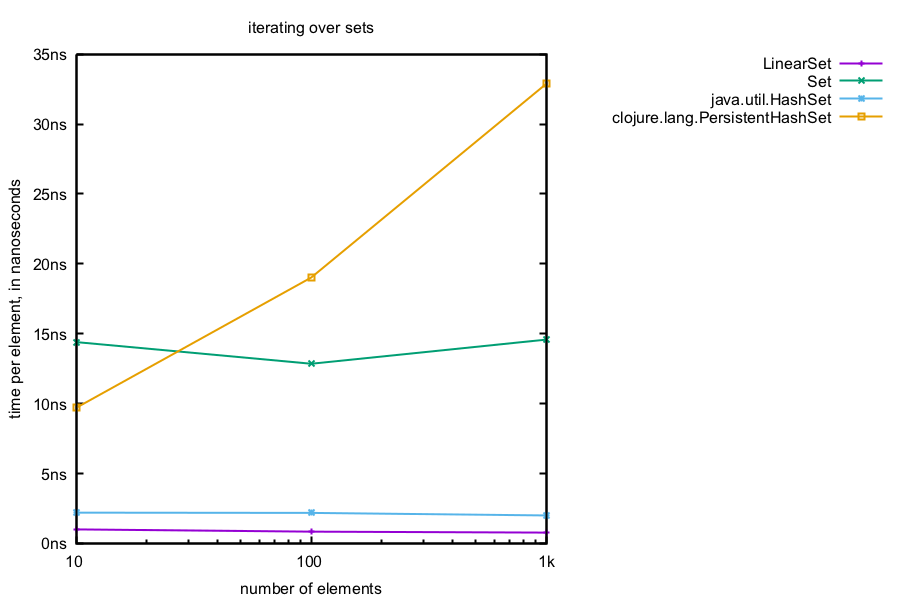 iterating over sets
35ns
30ns
25ns
20ns
15ns
10ns
5ns
0ns
time per element, in nanoseconds
10
100
1k
number of elements
LinearSet
Set
java.util.HashSet
clojure.lang.PersistentHashSet